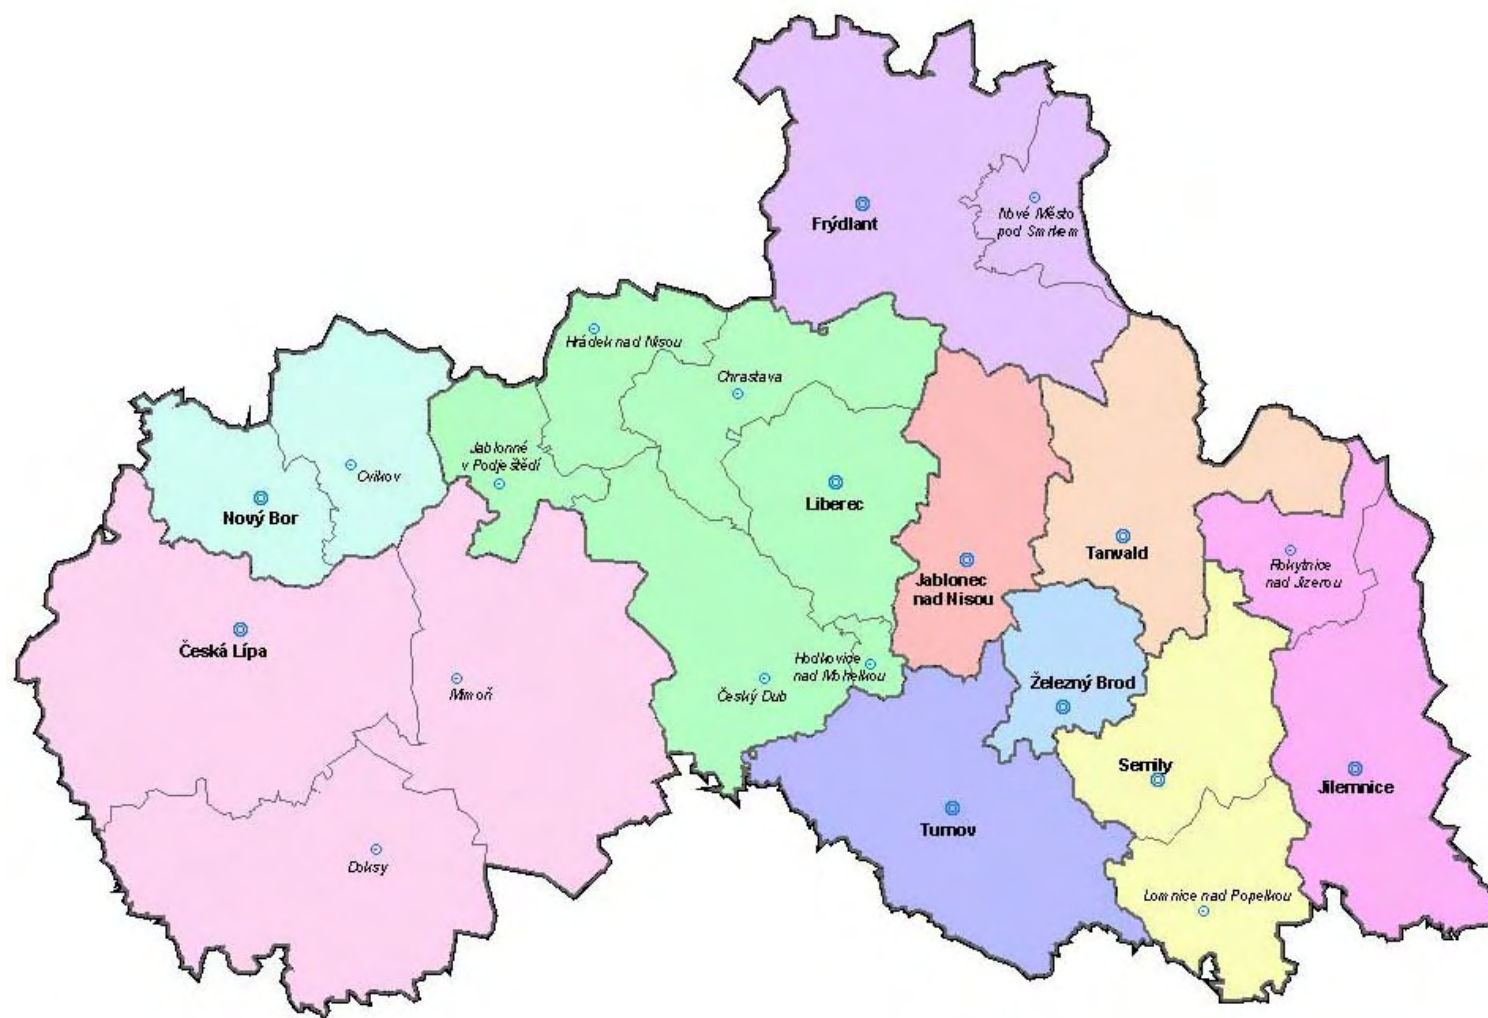 Frýdlant
Nové Město
pod Smrkem
Hrádek nad Nisou
Chrastava
Jablonné
v Podještědí
Cvikov
Nový Bor
Liberec
Tanvald
Jablonec
nad Nisou
Rokytnice
nad Jizerou
Česká Lípa
Mimoň
Český Dub
Hodkovice
nad Mohelkou
Železný Brod
Semily
Jilemnice
Turnov
Doksy
Lomnice nad Popelkou